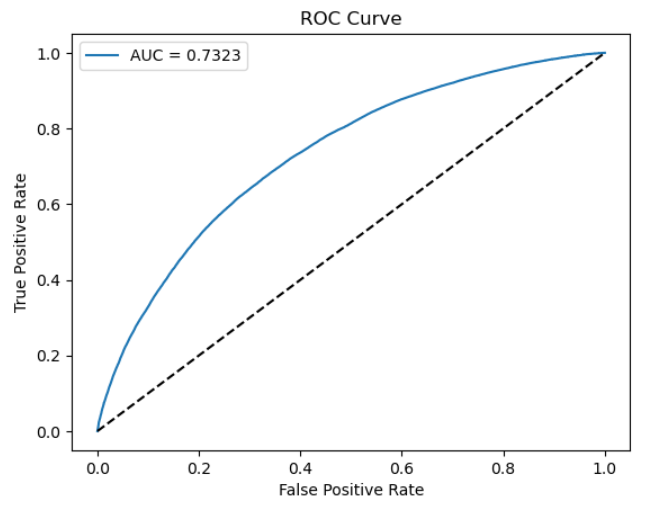 ROC Curve
AUC = 0.7323
True Positive Rate
1.0
0.8
0.6
0.4
0.2
0.0
0.0 0.2 0.4 0.6 0.8 1.0
False Positive Rate